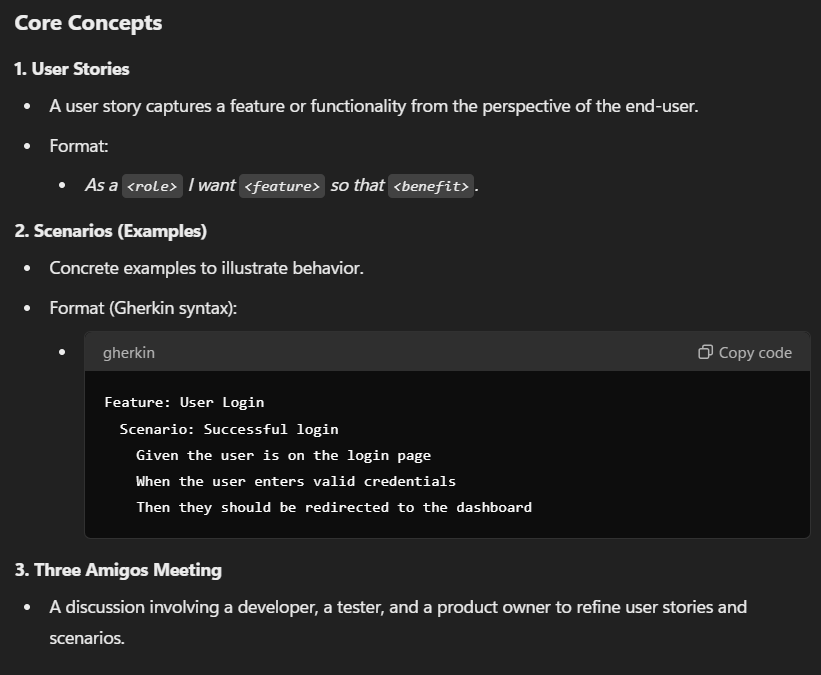 Core Concepts
1. User Stories
• A user story captures a feature or functionality from the perspective of the end-user.
• Format:
• As a <role> I want <feature> so that <benefit>.
2. Scenarios (Examples)
• Concrete examples to illustrate behavior.
• Format (Gherkin syntax):
• gherkin Copy code
Feature: User Login
  Scenario: Successful login
    Given the user is on the login page
    When the user enters valid credentials
    Then they should be redirected to the dashboard
3. Three Amigos Meeting
• A discussion involving a developer, a tester, and a product owner to refine user stories and
scenarios.